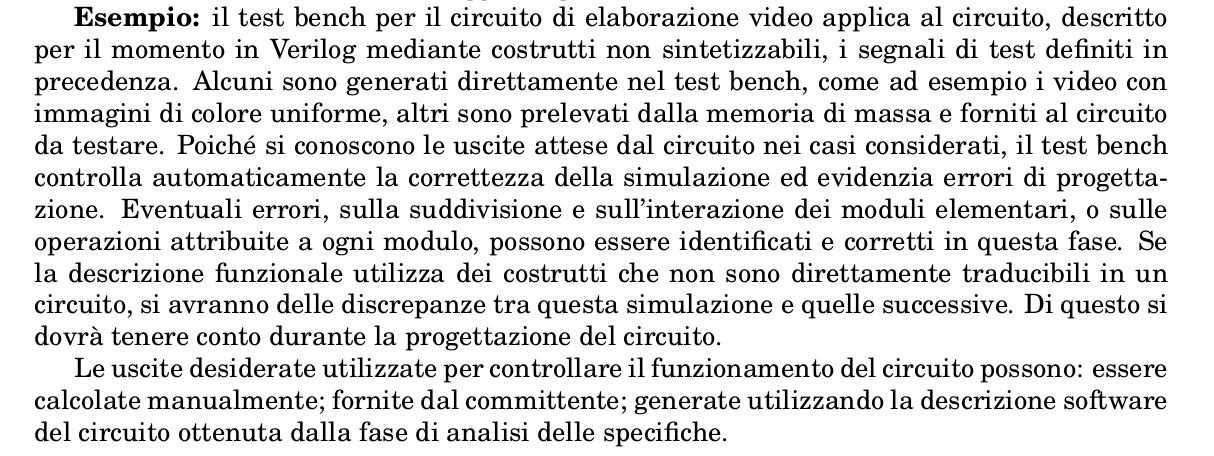 Esempio: il test bench per il circuito di elaborazione video applica al circuito, descritto
per il momento in Verilog mediante costrutti non sintetizzabili, i segnali di test definiti in
precedenza. Alcuni sono generati direttamente nel test bench, come ad esempio i video con
immagini di colore uniforme, altri sono prelevati dalla memoria di massa e forniti al circuito
da testare. Poiché si conoscono le uscite attese dal circuito nei casi considerati, il test bench
controlla automaticamente la correttezza della simulazione ed evidenzia errori di progetta-
zione. Eventuali errori, sulla suddivisione e sull'interazione dei moduli elementari, o sulle
operazioni attribuite a ogni modulo, possono essere identificati e corretti in questa fase. Se
la descrizione funzionale utilizza dei costrutti che non sono direttamente traducibili in un
circuito, si avranno delle discrepanze tra questa simulazione e quelle successive. Di questo si
dovrà tenere conto durante la progettazione del circuito.
Le uscite desiderate utilizzate per controllare il funzionamento del circuito possono: essere
calcolate manualmente; fornite dal committente; generate utilizzando la descrizione software
del circuito ottenuta dalla fase di analisi delle specifiche.